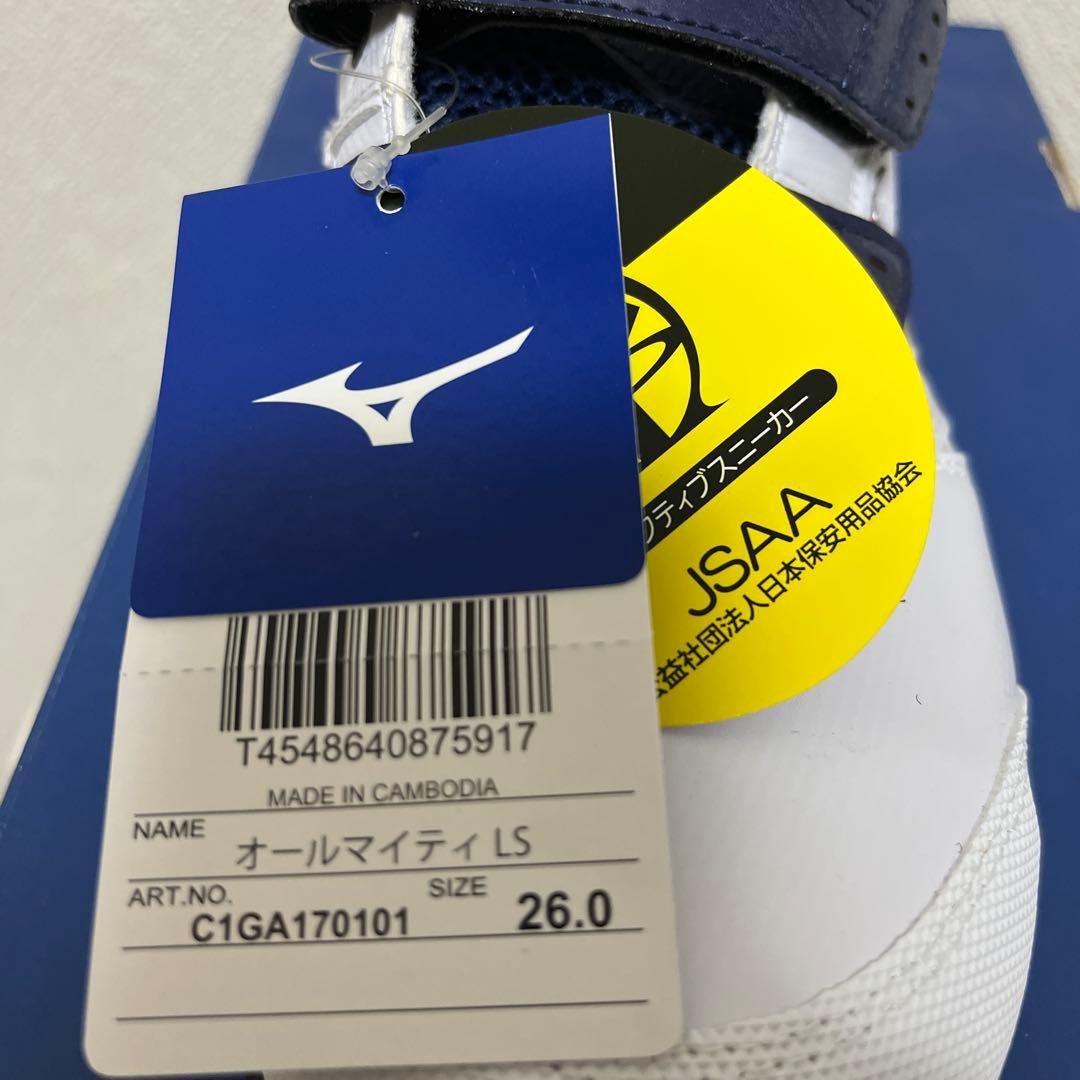 クティブスニーカー
JSAA
益社団法人日本保安用品協会
T4548640875917
MADE IN CAMBODIA
NAME オールマイティ LS
ART.NO. C1GA170101 SIZE 26.0